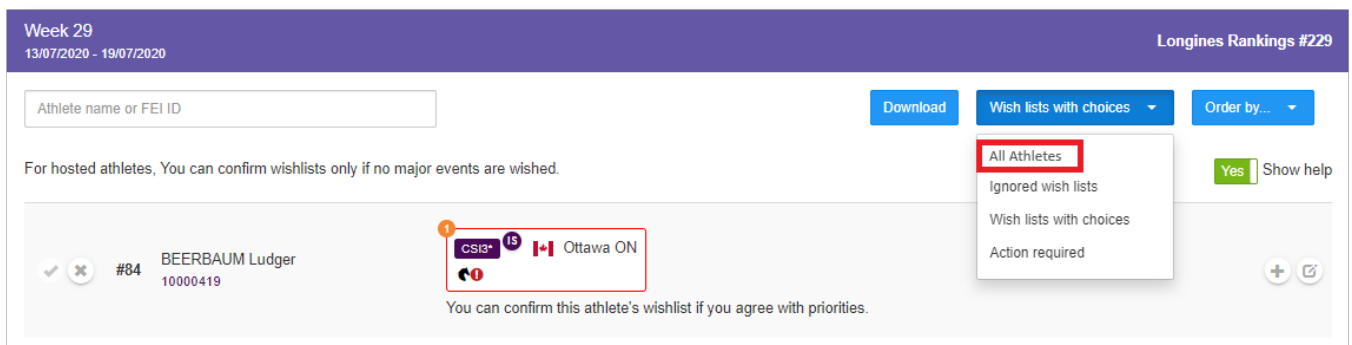 Week 29
13/07/2020 - 19/07/2020
Longines Rankings #229
Athlete name or FEI ID
Download
Wish lists with choices
Order by...
For hosted athletes, You can confirm wishlists only if no major events are wished.
All Athletes
Ignored wish lists
Wish lists with choices
Action required
Yes
Show help
#84
BEERBAUM Ludger
10000419
1
CSI3* IS Ottawa ON
You can confirm this athlete's wishlist if you agree with priorities.